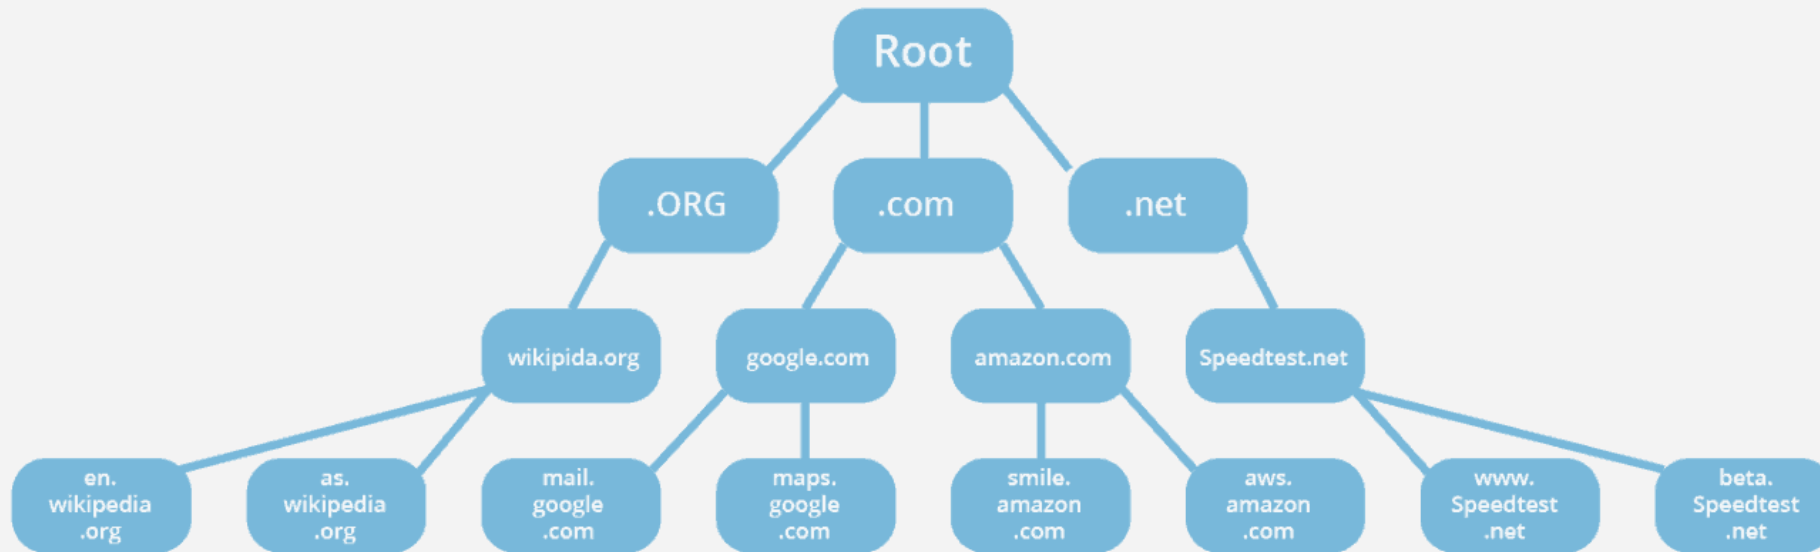 Root
.ORG
.com
.net
wikipida.org
google.com
amazon.com
Speedtest.net
en.
wikipedia
.org
as.
wikipedia
.org
mail.
google
.com
maps.
google
.com
smile.
amazon
.com
aws.
amazon
.com
www.
Speedtest
.net
beta.
Speedtest
.net